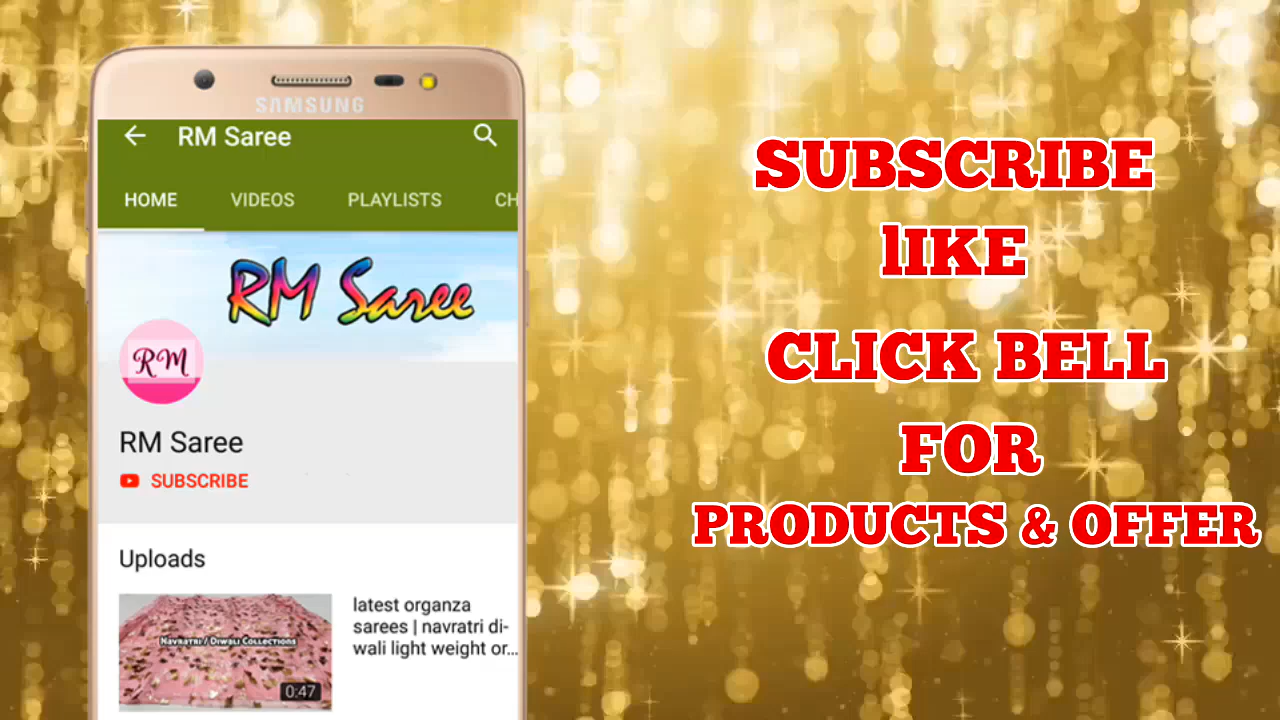 SAMSUNG
RM Saree
HOME VIDEOS PLAYLISTS CH
RM Saree
RM
RM Saree
SUBSCRIBE
Uploads
NAVRATRI / DIWALI COLLECTIONS
0:47
latest organza
sarees | navratri di-
wali light weight or...
SUBSCRIBE
lIKE
CLICK BELL
FOR
PRODUCTS & OFFER